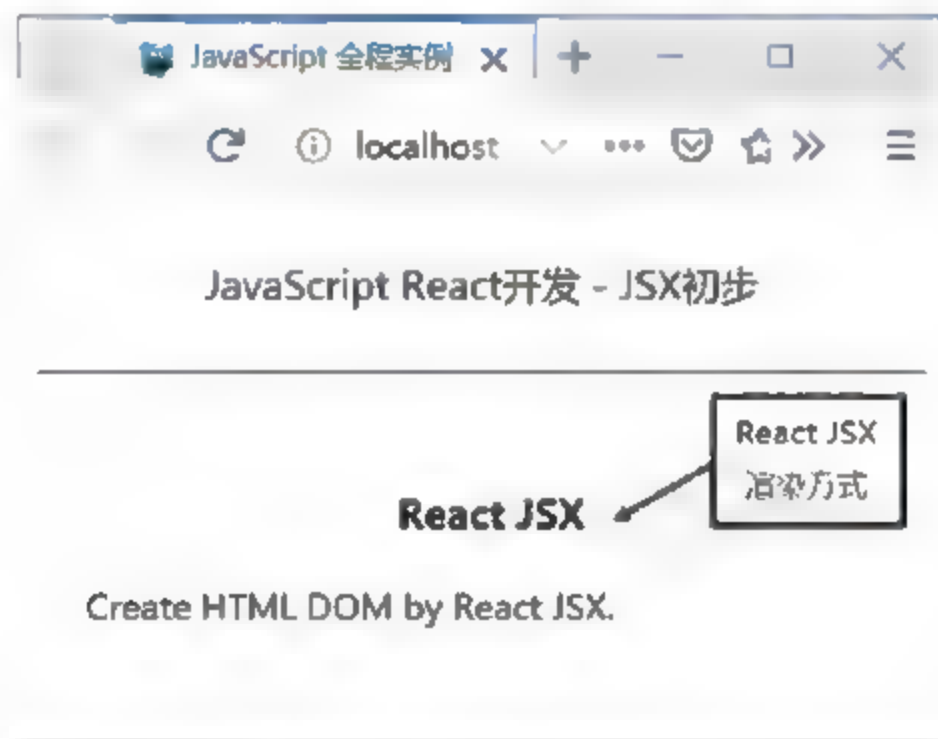 JavaScript 全程实例
localhost
JavaScript React开发 - JSX初步
React JSX
渲染方式
React JSX
Create HTML DOM by React JSX.